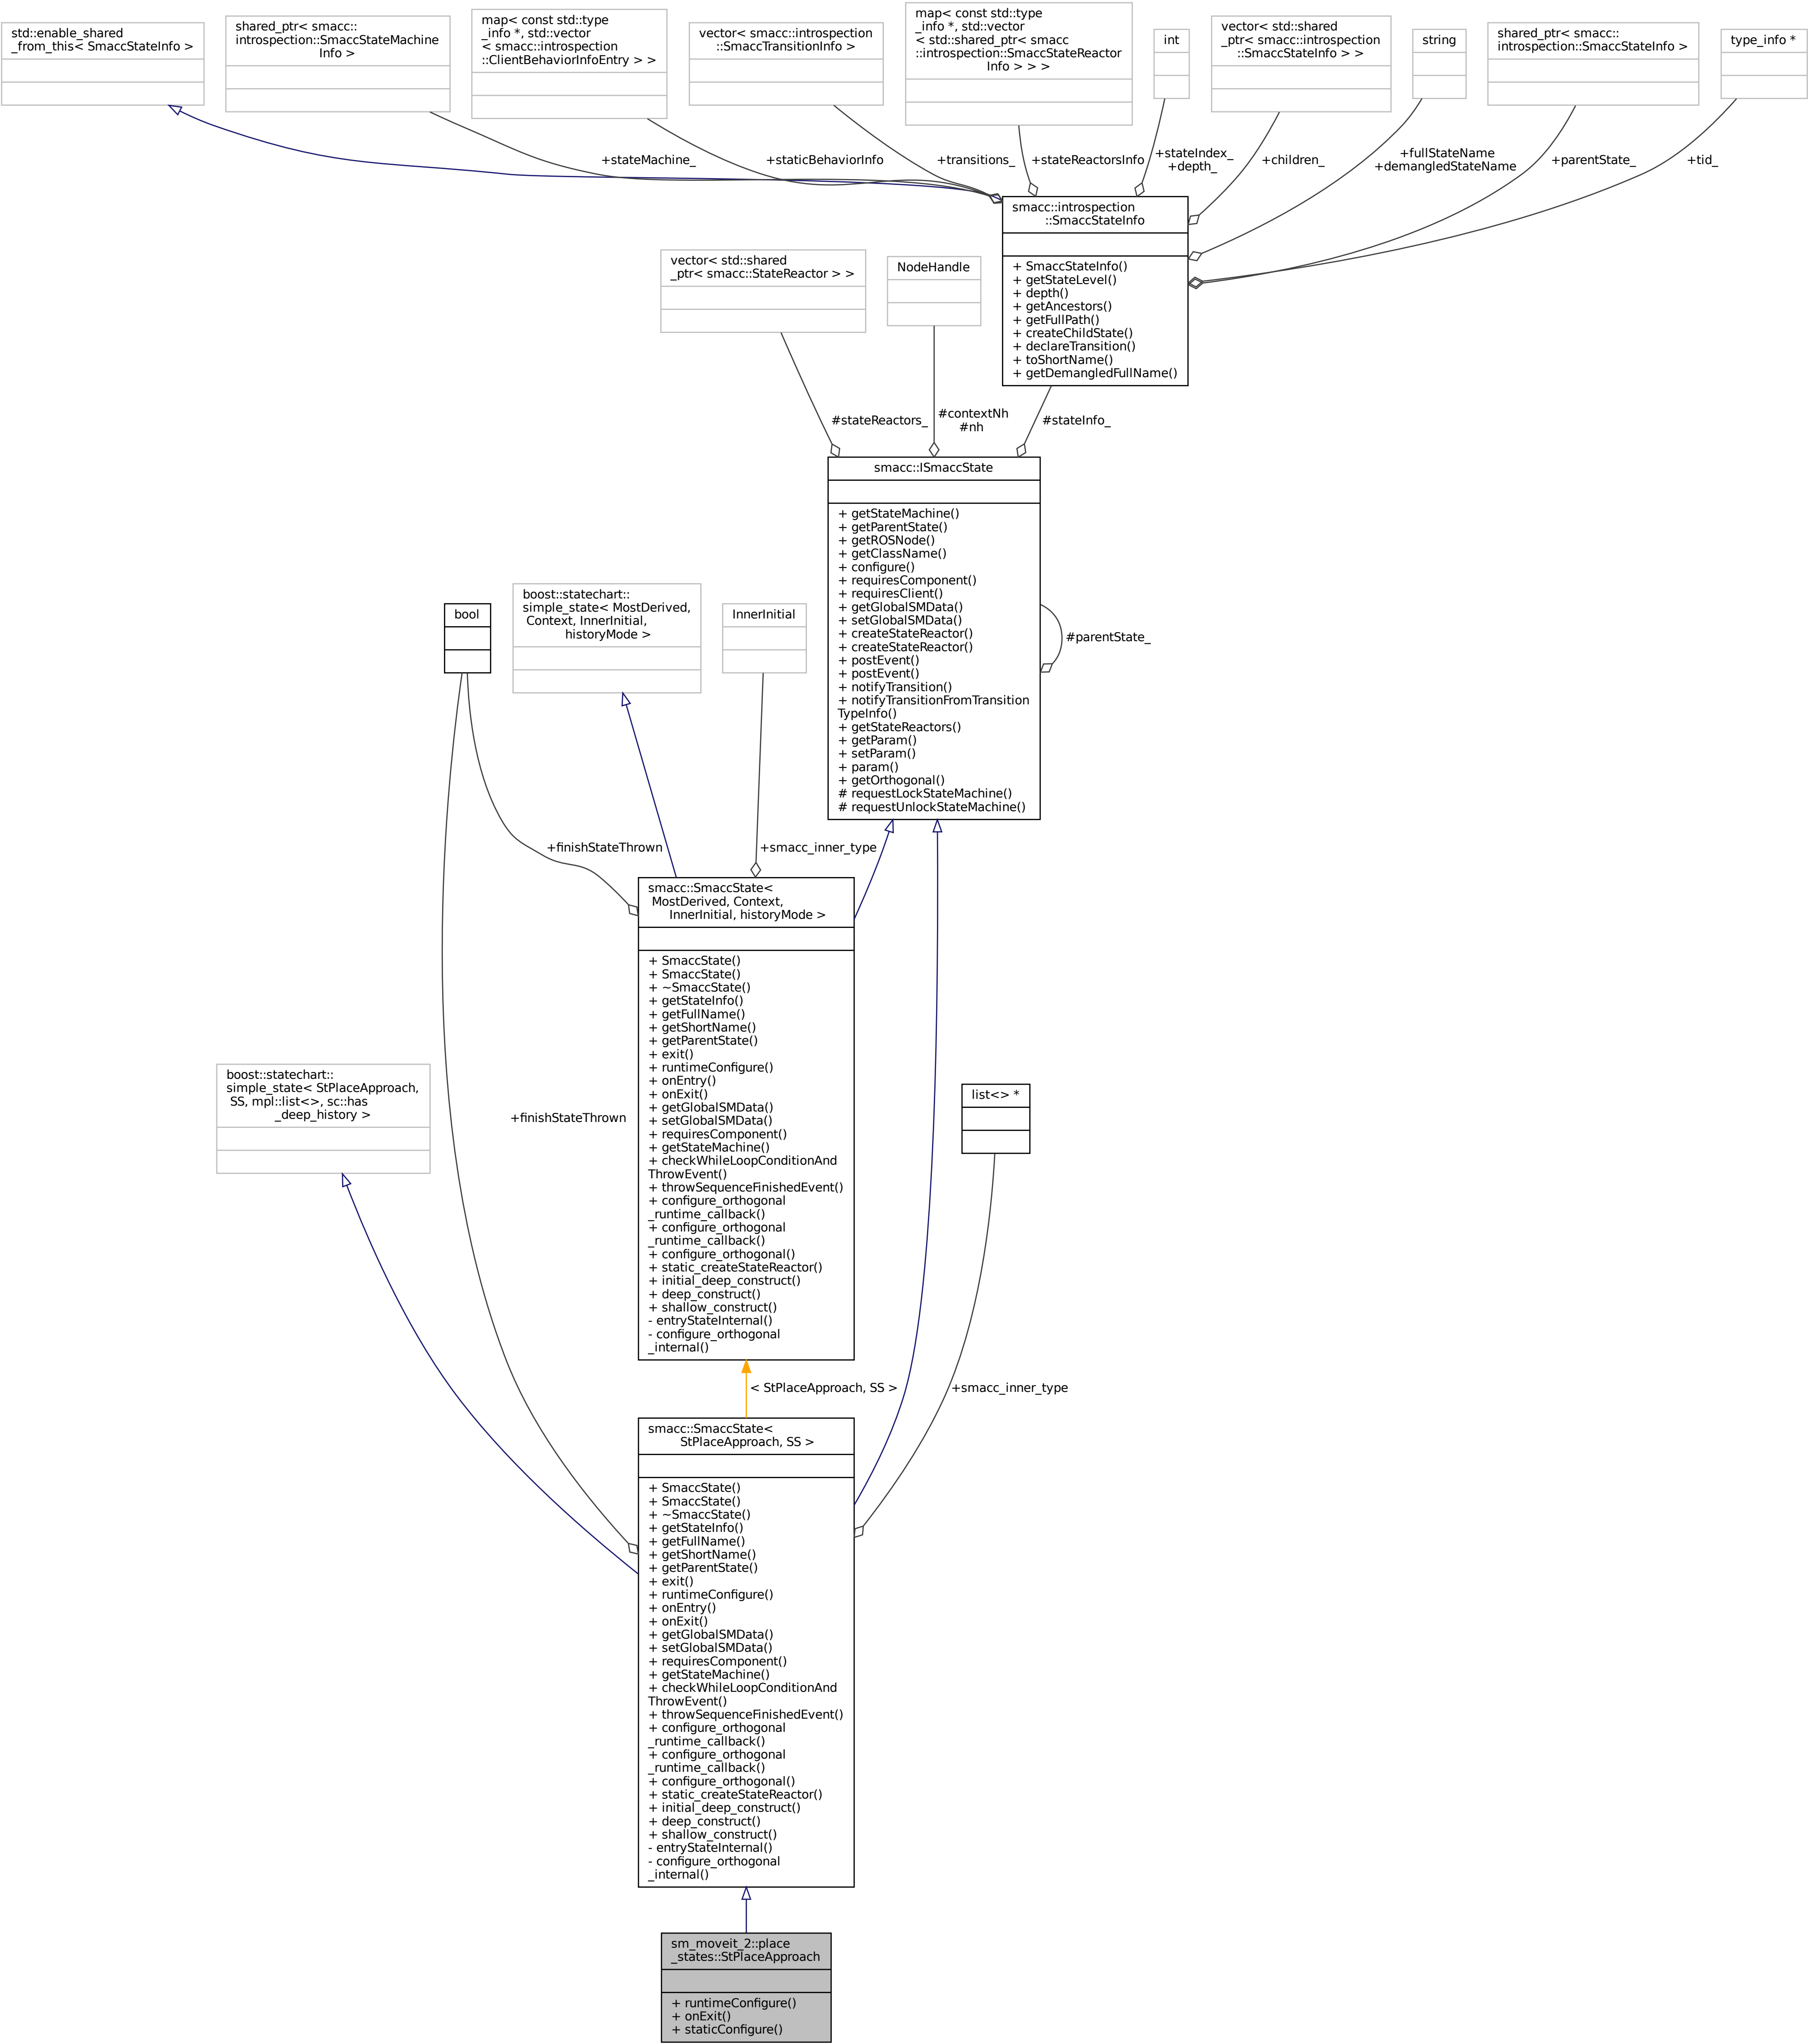 std::enable_shared
_from_this< SmaccStateInfo >
shared_ptr< smacc::
introspection::SmaccStateMachine
Info >
map< const std::type
_info *, std::vector
< smacc::introspection
::ClientBehaviorInfoEntry > >
vector< smacc::introspection
::SmaccTransitionInfo >
map< const std::type
_info *, std::vector
< std::shared_ptr< smacc
::introspection::SmaccStateReactor
Info > > >
int
vector< std::shared
_ptr< smacc::introspection
::SmaccStateInfo > >
string
shared_ptr< smacc::
introspection::SmaccStateInfo >
type_info *
+stateMachine_
+staticBehaviorInfo
+transitions_
+stateReactorsInfo
+stateIndex_
+depth_
+children_
+fullStateName
+demangledStateName
+parentState_
+tid_
smacc::introspection
::SmaccStateInfo
+ SmaccStateInfo()
+ getStateLevel()
+ depth()
+ getAncestors()
+ getFullPath()
+ createChildState()
+ declareTransition()
+ toShortName()
+ getDemangledFullName()
vector< std::shared
_ptr< smacc::StateReactor > >
NodeHandle
#stateReactors_
#contextNh
#nh
#stateInfo_
smacc::ISmaccState
+ getStateMachine()
+ getParentState()
+ getROSNode()
+ getClassName()
+ configure()
+ requiresComponent()
+ requiresClient()
+ getGlobalSMData()
+ setGlobalSMData()
+ createStateReactor()
+ createStateReactor()
+ postEvent()
+ postEvent()
+ notifyTransition()
+ notifyTransitionFromTransition
TypeInfo()
+ getStateReactors()
+ getParam()
+ setParam()
+ param()
+ getOrthogonal()
# requestLockStateMachine()
# requestUnlockStateMachine()
#parentState_
bool
boost::statechart::
simple_state< MostDerived,
Context, InnerInitial,
historyMode >
InnerInitial
+finishStateThrown
+smacc_inner_type
smacc::SmaccState<
MostDerived, Context,
InnerInitial, historyMode >
+ SmaccState()
+ SmaccState()
+ ~SmaccState()
+ getStateInfo()
+ getFullName()
+ getShortName()
+ getParentState()
+ exit()
+ runtimeConfigure()
+ onEntry()
+ onExit()
+ getGlobalSMData()
+ setGlobalSMData()
+ requiresComponent()
+ getStateMachine()
+ checkWhileLoopConditionAnd
ThrowEvent()
+ throwSequenceFinishedEvent()
+ configure_orthogonal
_runtime_callback()
+ configure_orthogonal
_runtime_callback()
+ configure_orthogonal()
+ static_createStateReactor()
+ initial_deep_construct()
+ deep_construct()
+ shallow_construct()
- entryStateInternal()
- configure_orthogonal
_internal()
boost::statechart::
simple_state< StPlaceApproach,
SS, mpl::list<>, sc::has
_deep_history >
+finishStateThrown
list<> *
< StPlaceApproach, SS >
+smacc_inner_type
smacc::SmaccState<
StPlaceApproach, SS >
+ SmaccState()
+ SmaccState()
+ ~SmaccState()
+ getStateInfo()
+ getFullName()
+ getShortName()
+ getParentState()
+ exit()
+ runtimeConfigure()
+ onEntry()
+ onExit()
+ getGlobalSMData()
+ setGlobalSMData()
+ requiresComponent()
+ getStateMachine()
+ checkWhileLoopConditionAnd
ThrowEvent()
+ throwSequenceFinishedEvent()
+ configure_orthogonal
_runtime_callback()
+ configure_orthogonal
_runtime_callback()
+ configure_orthogonal()
+ static_createStateReactor()
+ initial_deep_construct()
+ deep_construct()
+ shallow_construct()
- entryStateInternal()
- configure_orthogonal
_internal()
sm_moveit_2::place
_states::StPlaceApproach
+ runtimeConfigure()
+ onExit()
+ staticConfigure()